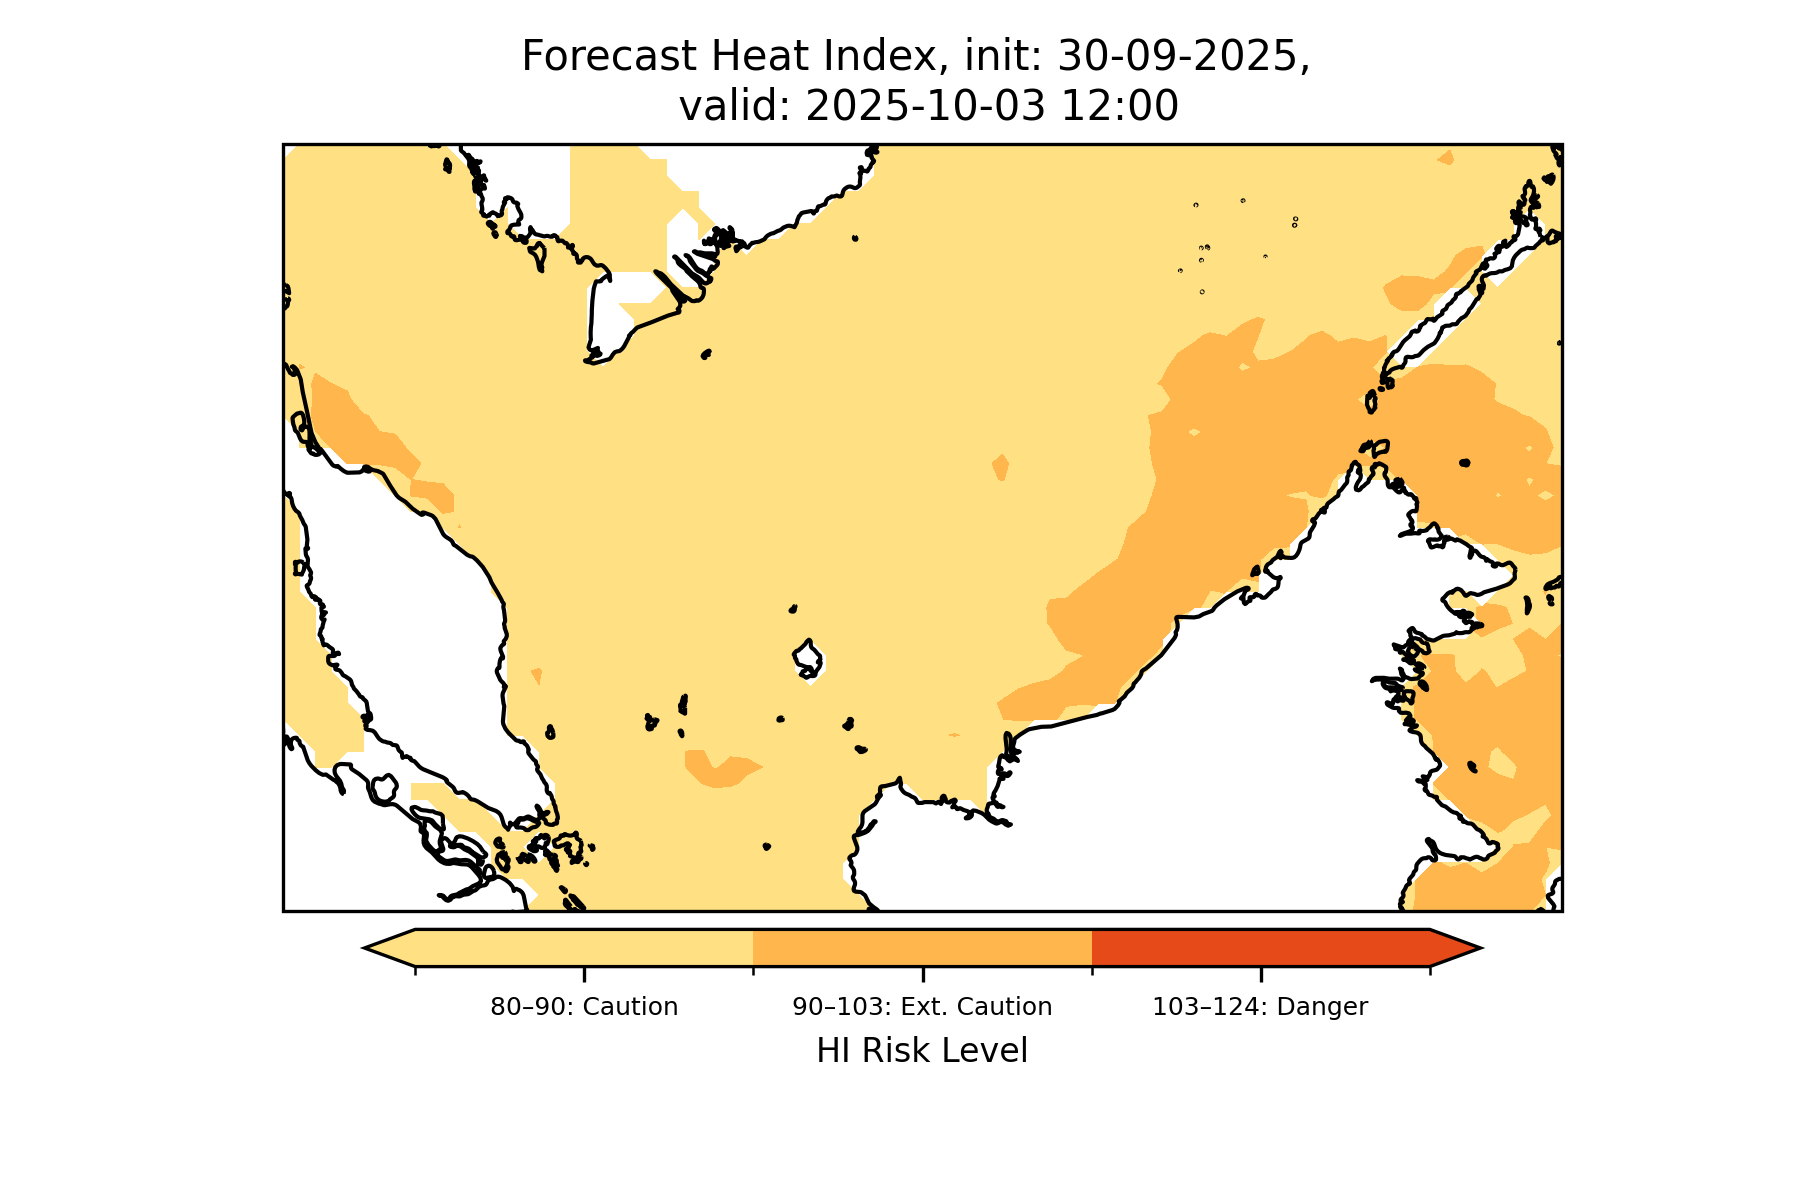 Forecast Heat Index, init: 30-09-2025,
valid: 2025-10-03 12:00
80–90: Caution
90–103: Ext. Caution
103–124: Danger
HI Risk Level